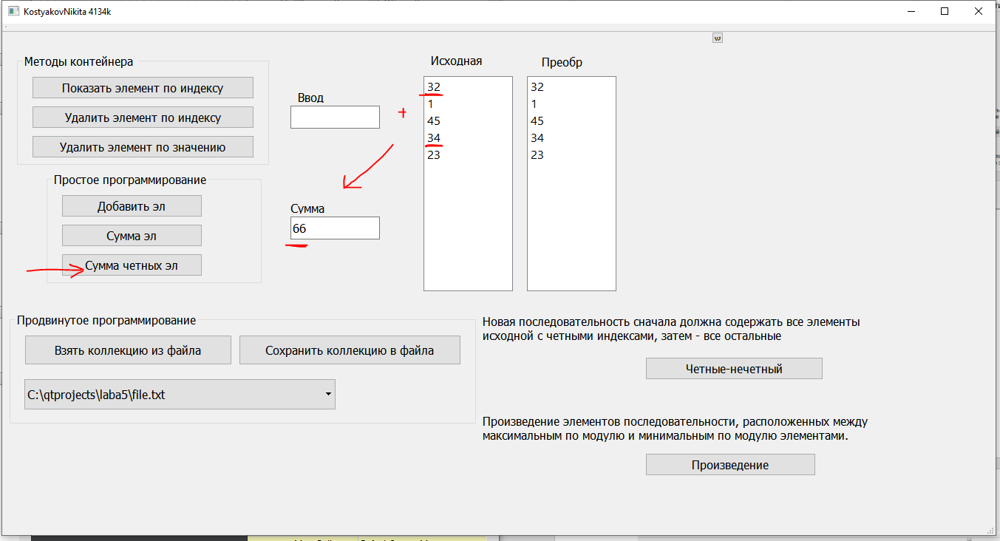 KostyakovNikita 4134k
Методы контейнера
Показать элемент по индексу
Удалить элемент по индексу
Удалить элемент по значению
Простое программирование
Добавить эл
Сумма эл
Сумма четных эл
Ввод
+
Сумма
66
Исходная
32
1
45
34
23
Преобр
32
1
45
34
23
Продвинутое программирование
Взять коллекцию из файла
Сохранить коллекцию в файла
C:\qtprojects\laba5\file.txt
Новая последовательность сначала должна содержать все элементы
исходной с четными индексами, затем - все остальные
Четные-нечетный
Произведение элементов последовательности, расположенных между
максимальным по модулю и минимальным по модулю элементами.
Произведение